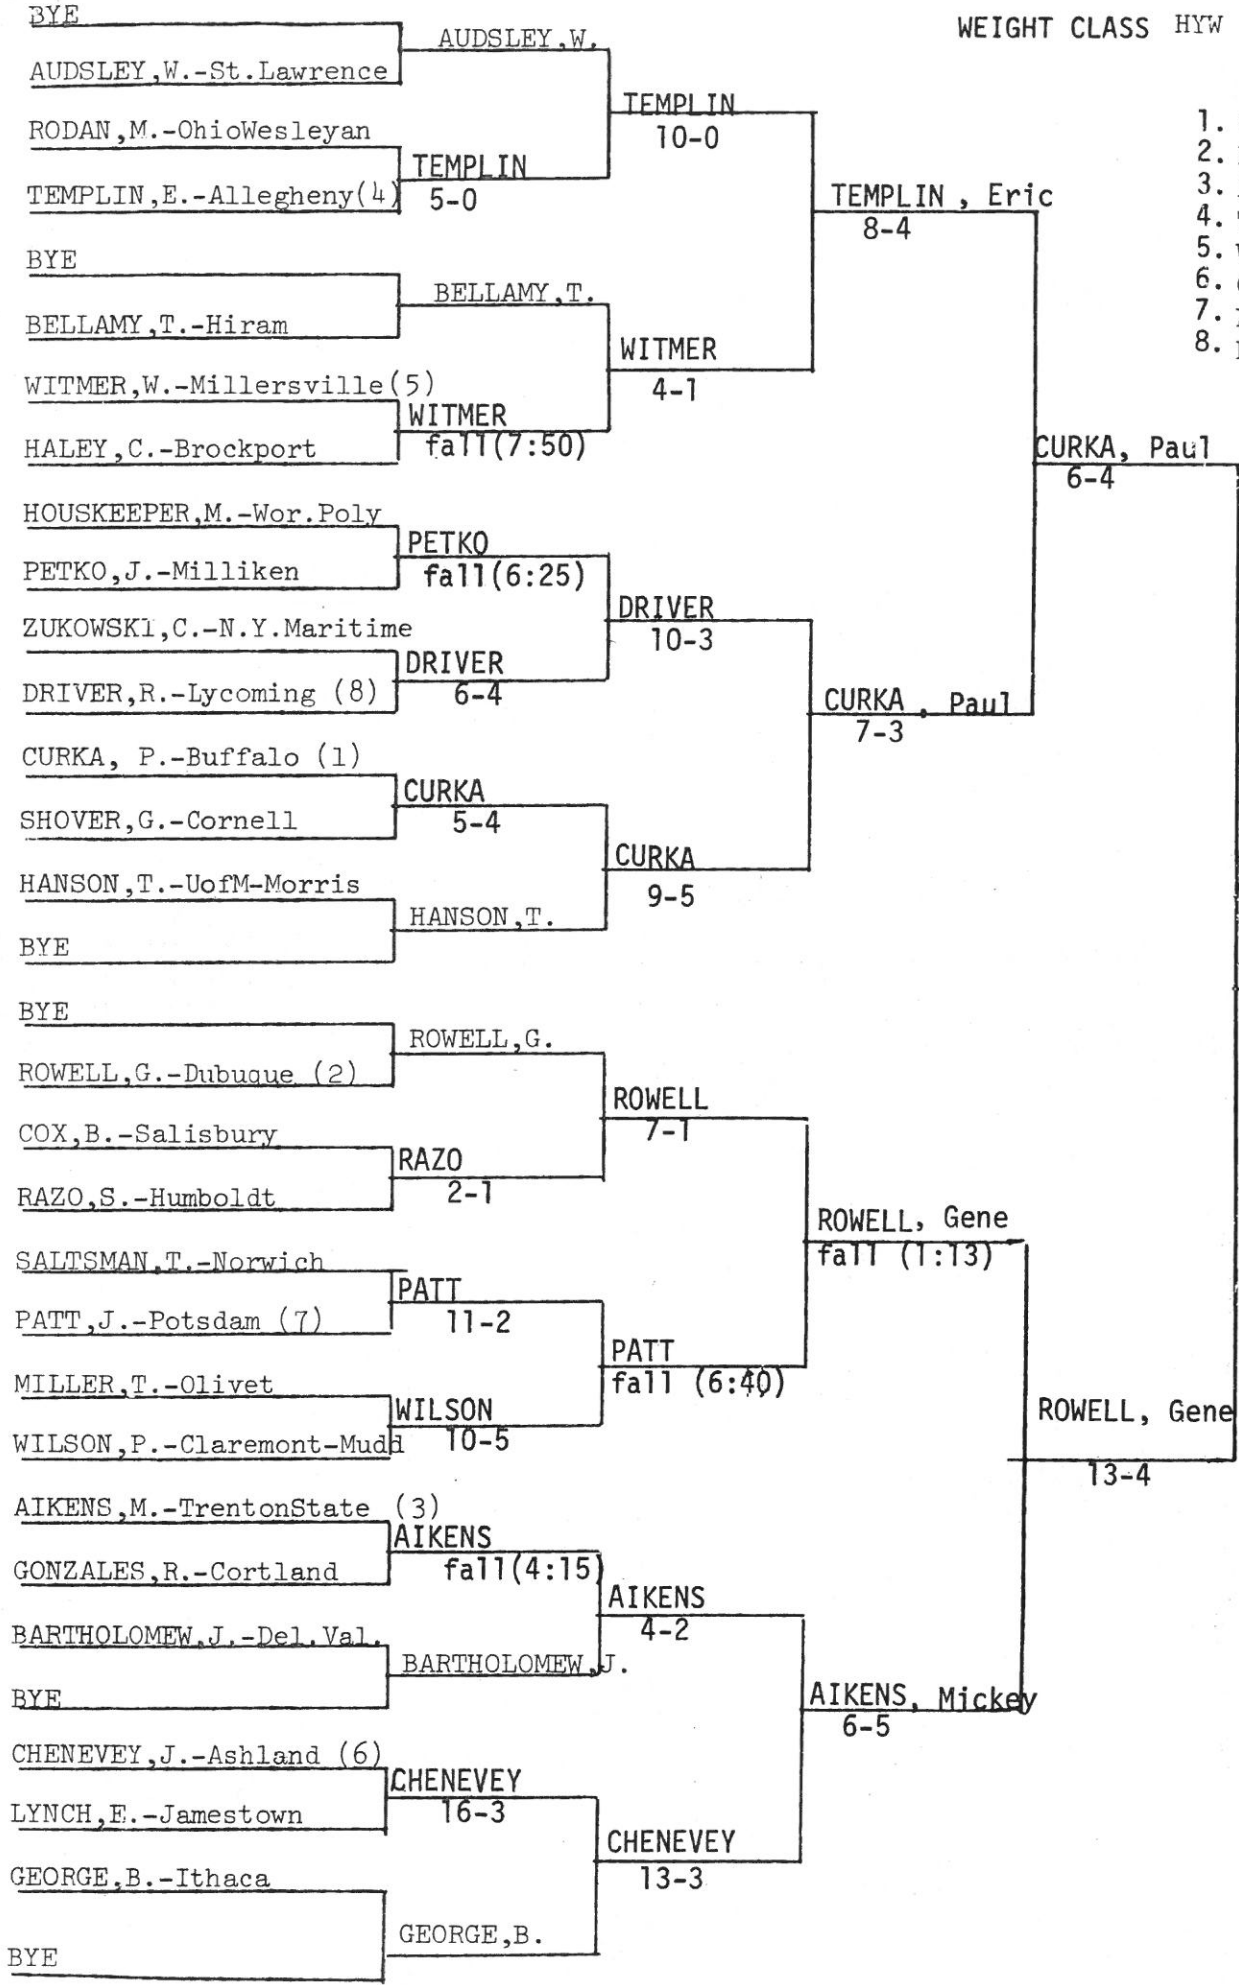 BYE
WEIGHT CLASS HYW
AUDSLEY,W.
AUDSLEY,W.-St.Lawrence
TEMPLIN
10-0
RODAN,M.-OhioWesleyan
TEMPLIN
5-0
TEMPLIN,E.-Allegheny(4)
TEMPLIN , Eric
8-4
1.
2.
3.
4.
5.
6.
7.
8.
BYE
BELLAMY,T.
BELLAMY,T.-Hiram
WITMER
4-1
WITMER,W.-Millersville(5)
WITMER
fall(7:50)
HALEY,C.-Brockport
CURKA, Paul
6-4
HOUSKEEPER,M.-Wor.Poly
PETKO
fall(6:25)
PETKO,J.-Milliken
DRIVER
10-3
ZUKOWSKI,C.-N.Y.Maritime
DRIVER
6-4
DRIVER,R.-Lycoming (8)
CURKA , Paul
7-3
CURKA, P.-Buffalo (1)
CURKA
5-4
SHOVER,G.-Cornell
CURKA
9-5
HANSON,T.-UofM-Morris
HANSON,T.
BYE
BYE
ROWELL,G.
ROWELL,G.-Dubuque (2)
ROWELL
7-1
COX,B.-Salisbury
RAZO
2-1
RAZO,S.-Humboldt
ROWELL, Gene
fall (1:13)
SALTSMAN,T.-Norwich
PATT
11-2
PATT,J.-Potsdam (7)
PATT
fall (6:40)
MILLER,T.-Olivet
WILSON
10-5
WILSON,P.-Claremont-Mudd
ROWELL, Gene
13-4
AIKENS,M.-TrentonState (3)
AIKENS
fall(4:15)
GONZALES,R.-Cortland
AIKENS
4-2
BARTHOLOMEW,J.-Del.Val.
BARTHOLOMEW,J.
BYE
AIKENS, Mickey
6-5
CHENEVEY,J.-Ashland (6)
CHENEVEY
16-3
LYNCH,E.-Jamestown
CHENEVEY
13-3
GEORGE,B.-Ithaca
GEORGE,B.
BYE